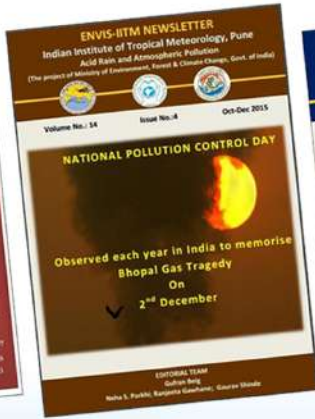 ENVIS-IITM NEWSLETTER
Indian Institute of Tropical Meteorology, Pune
Acid Rain and Atmospheric Pollution
(The project of Ministry of Environment, Forest & Climate Change, Govt. of India)
Volume No.: 14
Issue No.:4
Oct-Dec 2015
NATIONAL POLLUTION CONTROL DAY
Observed each year in India to memorise
Bhopal Gas Tragedy
On
2nd December
EDITORIAL TEAM
Gufran Beig
Neha S. Parkhi; Ranjeeta Gawhane; Gaurav Shinde